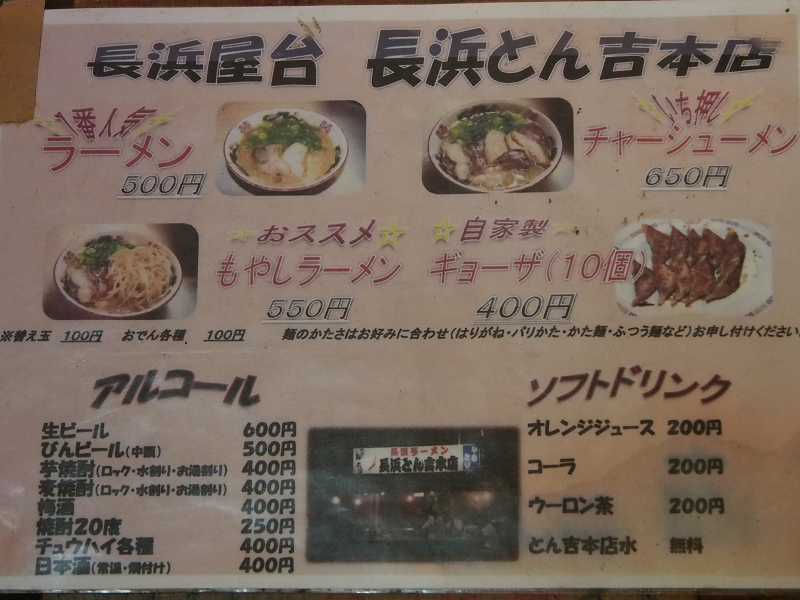 長浜屋台 長浜とん吉本店
1番人気
ラーメン
500円
いち押し
チャーシューメン
650円
おススメ
もやしラーメン
550円
自家製
ギョーザ(10個)
400円
※替え玉 100円 おでん各種 100円 麺のかたさはお好みに合わせ(はりがね・バリかた・かた麺・ふつう麺など)お申し付けください
アルコール
生ビール 600円
びんビール(中瓶) 500円
芋焼酎(ロック・水割り・お湯割り) 400円
麦焼酎(ロック・水割り・お湯割り) 400円
梅酒 400円
焼酎20度 250円
チュウハイ各種 400円
日本酒(常温・燗付け) 400円
長浜ラーメン
長浜とん吉本店
ソフトドリンク
オレンジジュース 200円
コーラ 200円
ウーロン茶 200円
とん吉本店水 無料